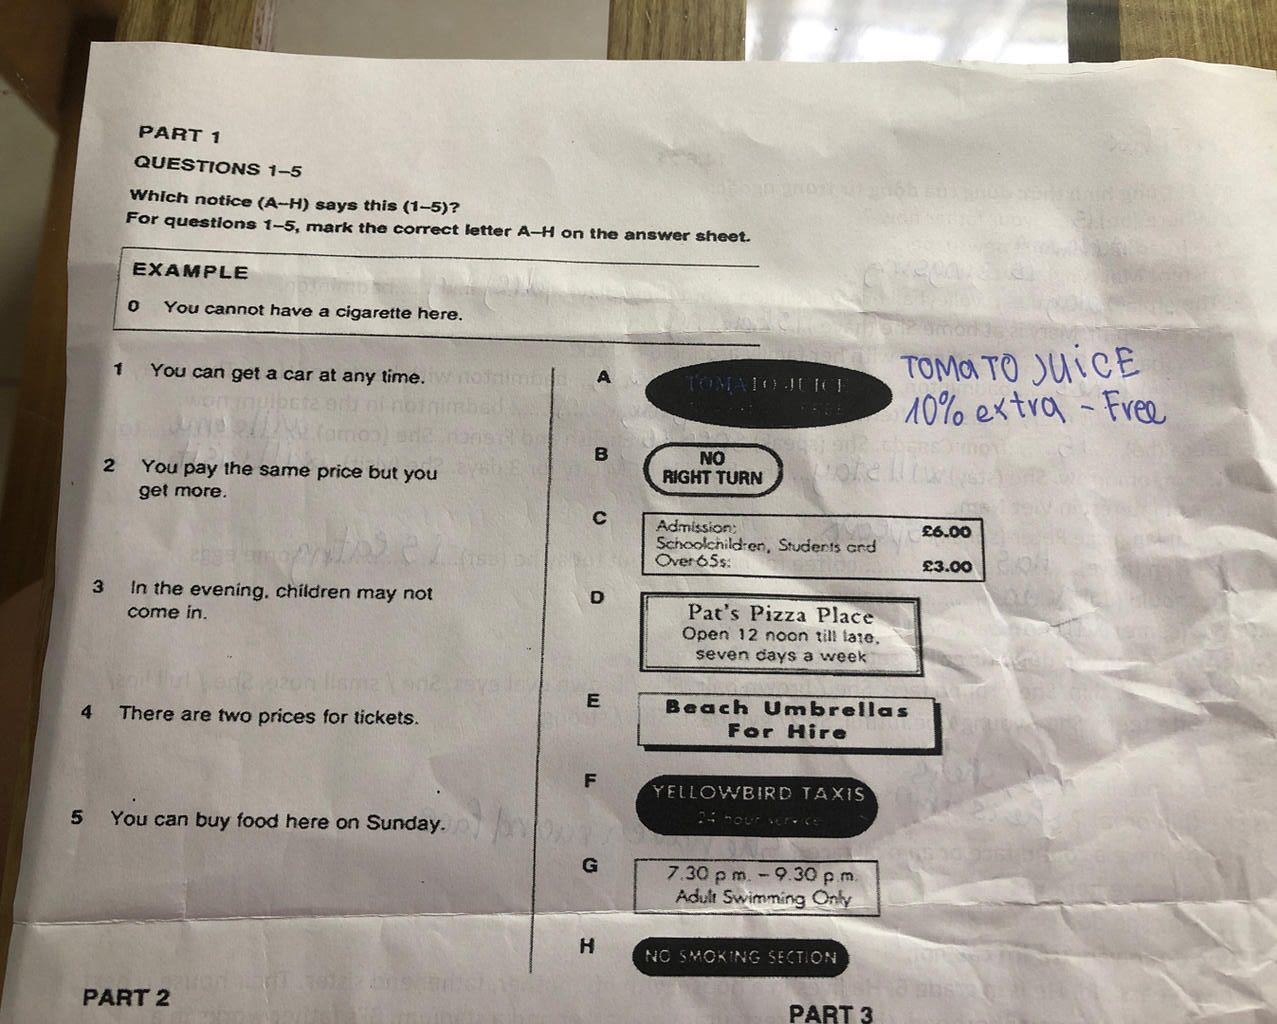 PART 1
QUESTIONS 1–5
Which notice (A–H) says this (1–5)?
For questions 1–5, mark the correct letter A–H on the answer sheet.
EXAMPLE
0 You cannot have a cigarette here.
1 You can get a car at any time.
2 You pay the same price but you
get more.
3 In the evening, children may not
come in.
4 There are two prices for tickets.
5 You can buy food here on Sunday.
A TOMATO JUICE
FREE
TOMATO JUICE
10% extra - Free
B NO
RIGHT TURN
C Admission: £6.00
Schoolchildren, Students and
Over 65s: £3.00
D Pat's Pizza Place
Open 12 noon till late,
seven days a week
E Beach Umbrellas
For Hire
F YELLOWBIRD TAXIS
24 hour service
G 7.30 p.m. – 9.30 p.m.
Adult Swimming Only
H NO SMOKING SECTION
PART 2
PART 3